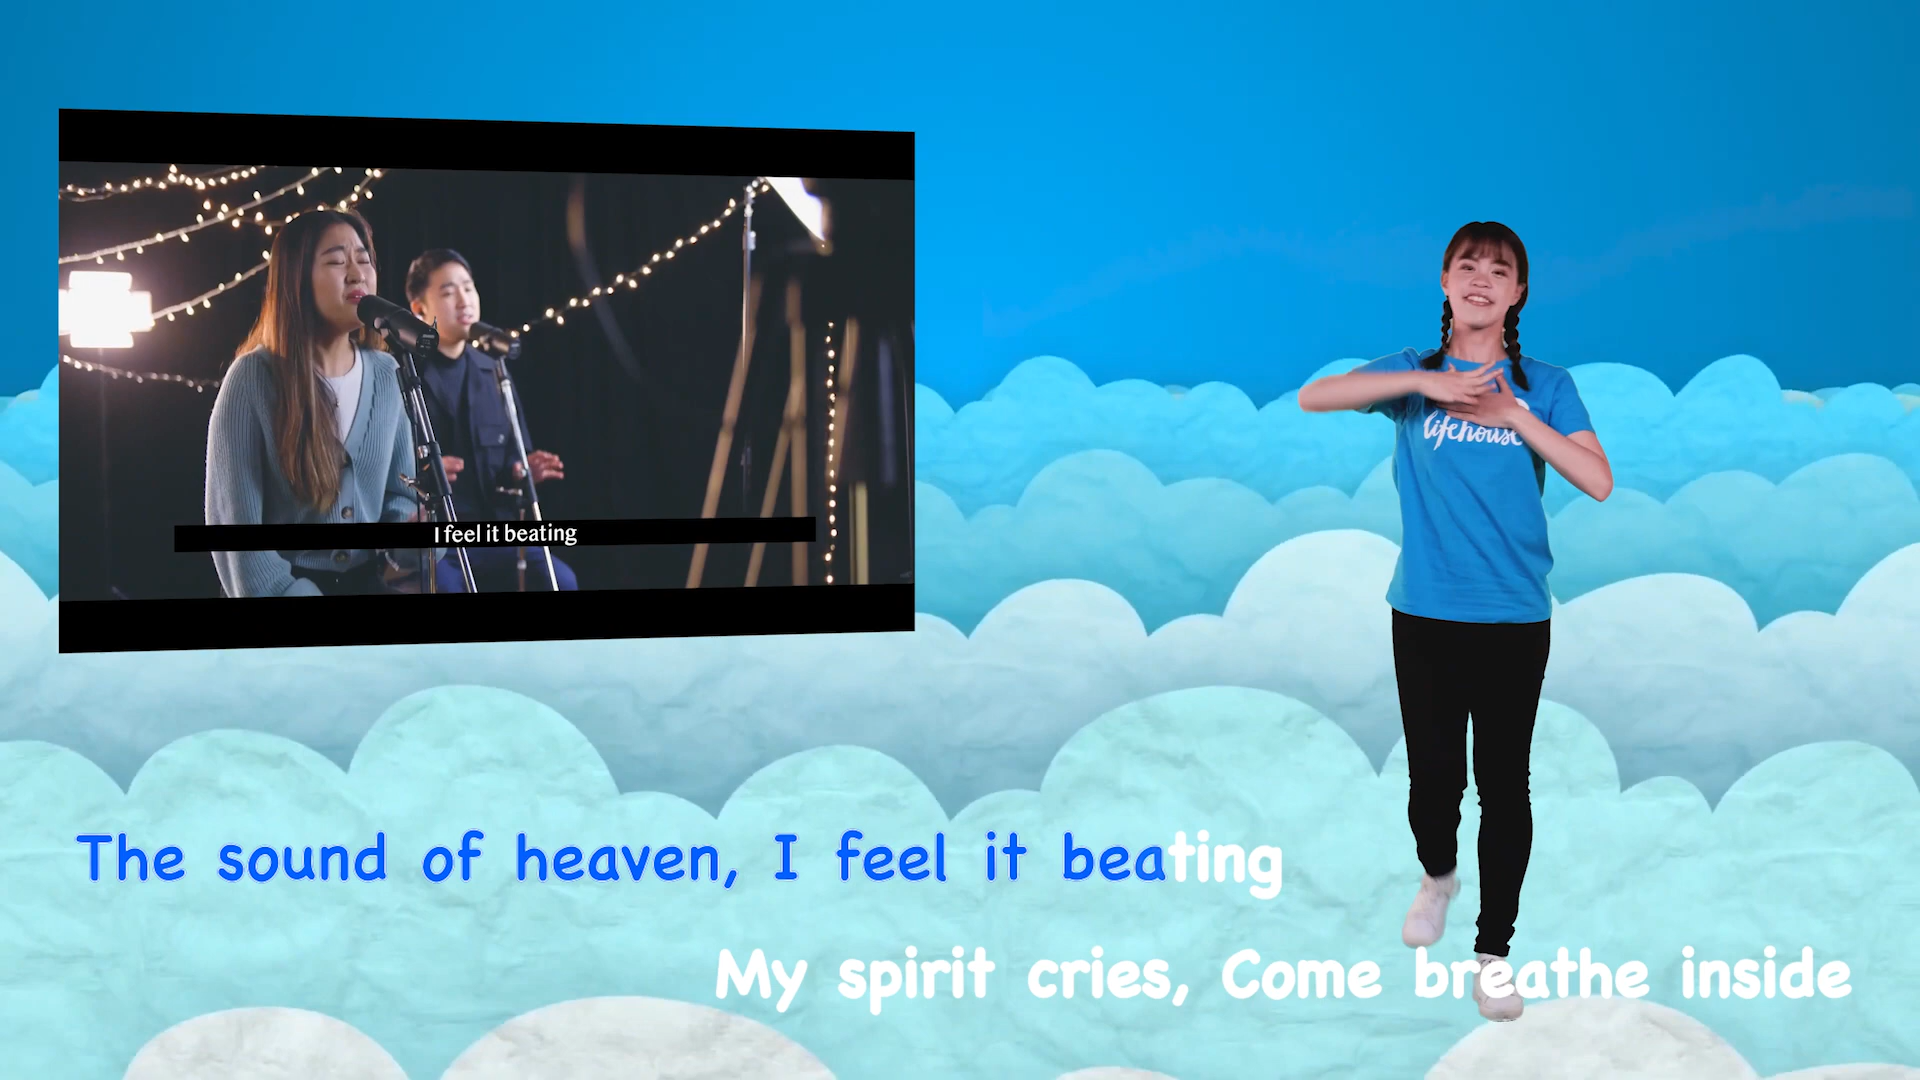 I feel it beating
lifehouse
The sound of heaven, I feel it beating
My spirit cries, Come breathe inside